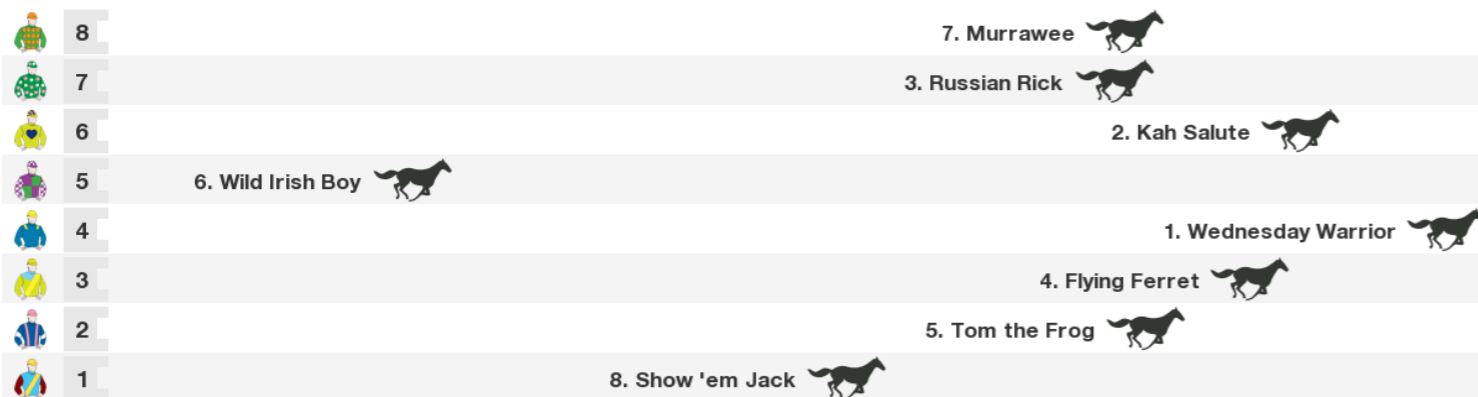 8 7. Murrawee
7 3. Russian Rick
6 2. Kah Salute
5 6. Wild Irish Boy
4 1. Wednesday Warrior
3 4. Flying Ferret
2 5. Tom the Frog
1 8. Show 'em Jack